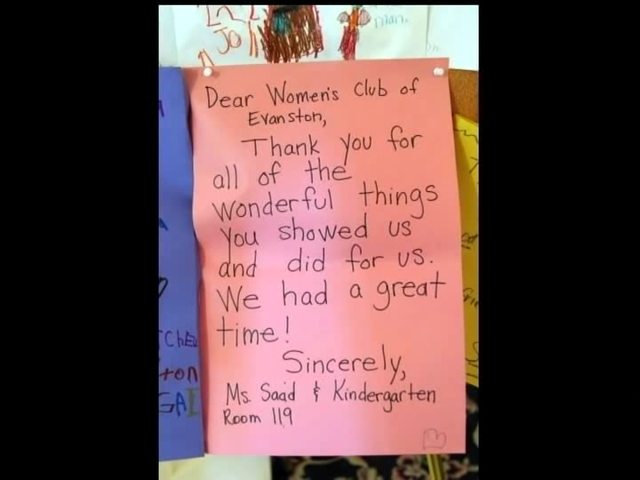 Jo
Dear Women's Club of
Evanston,
Thank you for
all of the
wonderful things
you showed us
and did for us.
We had a great
time!
Sincerely,
Ms. Saad & Kindergarten
Room 119